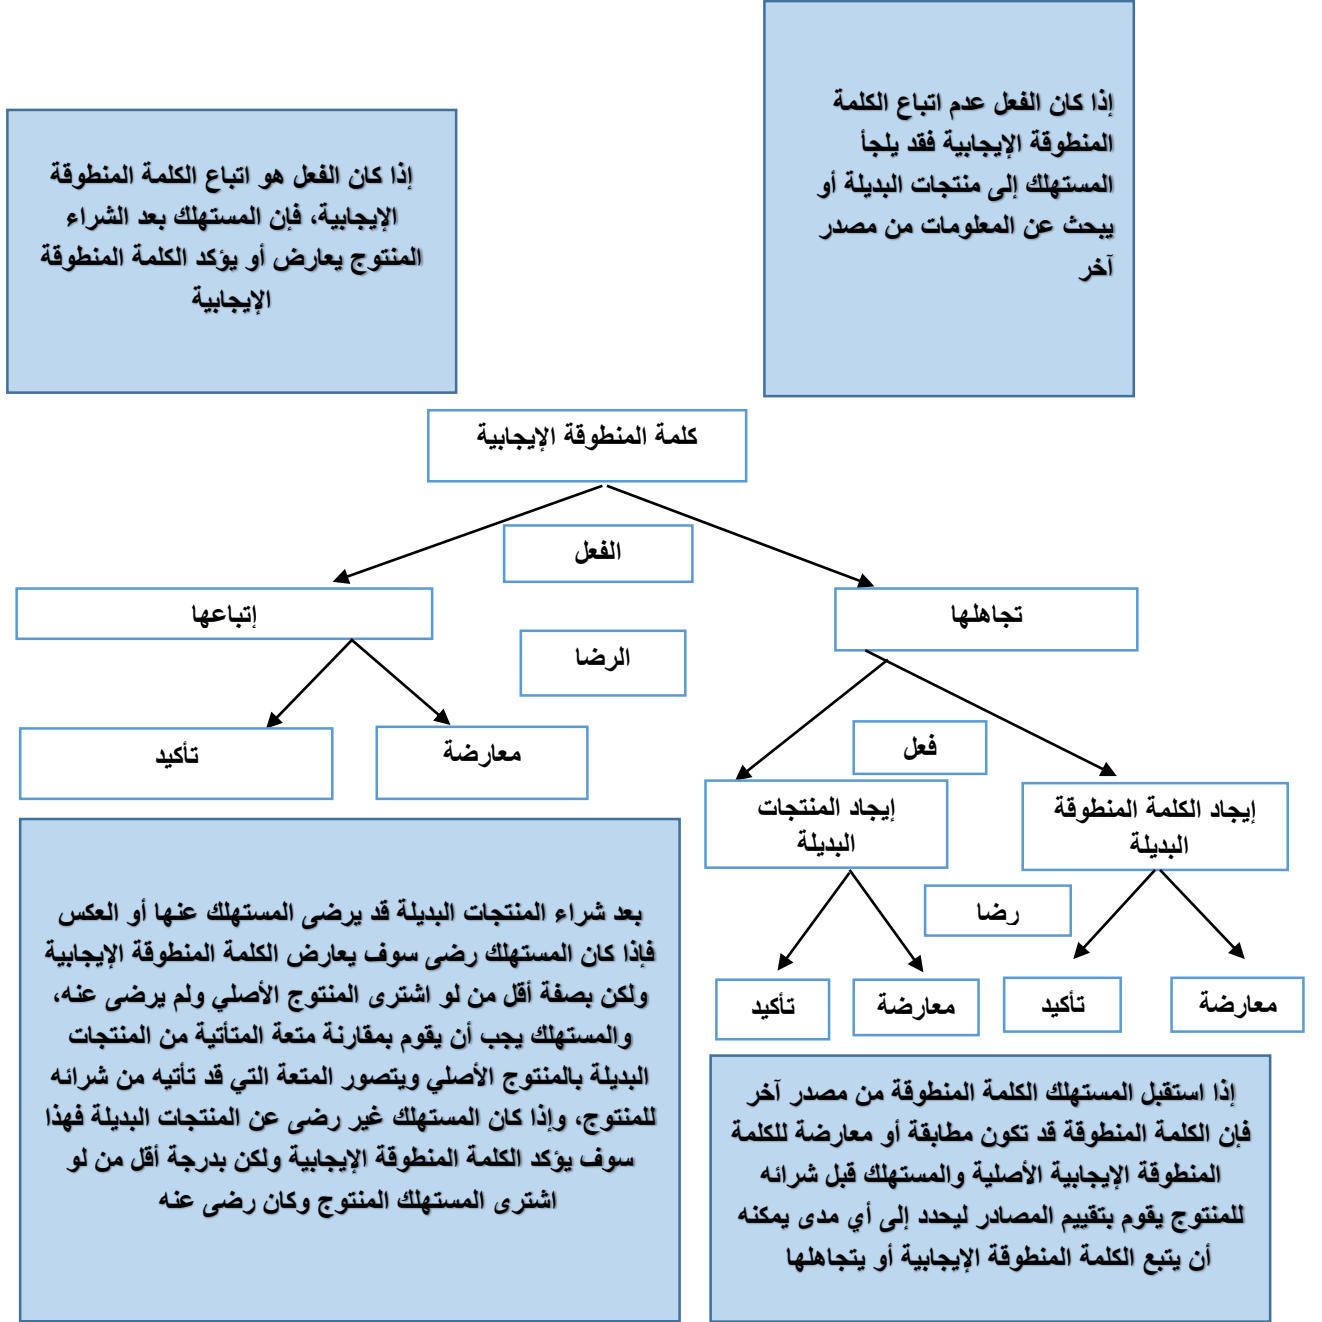 إذا كان الفعل عدم اتباع الكلمة
المنطوقة الإيجابية فقد يلجأ
المستهلك إلى منتجات البديلة أو
يبحث عن المعلومات من مصدر
آخر
إذا كان الفعل هو اتباع الكلمة المنطوقة
الإيجابية، فإن المستهلك بعد الشراء
المنتوج يعارض أو يؤكد الكلمة المنطوقة
الإيجابية
كلمة المنطوقة الإيجابية
الفعل
تجاهلها
إتباعها
الرضا
معارضة
تأكيد
فعل
إيجاد الكلمة المنطوقة
البديلة
إيجاد المنتجات
البديلة
رضا
معارضة
تأكيد
معارضة
تأكيد
إذا استقبل المستهلك الكلمة المنطوقة من مصدر آخر
فإن الكلمة المنطوقة قد تكون مطابقة أو معارضة للكلمة
المنطوقة الإيجابية الأصلية والمستهلك قبل شرائه
للمنتوج يقوم بتقييم المصادر ليحدد إلى أي مدى يمكنه
أن يتبع الكلمة المنطوقة الإيجابية أو يتجاهلها
بعد شراء المنتجات البديلة قد يرضى المستهلك عنها أو العكس
فإذا كان المستهلك رضى سوف يعارض الكلمة المنطوقة الإيجابية
ولكن بصفة أقل من لو اشترى المنتوج الأصلي ولم يرضى عنه،
والمستهلك يجب أن يقوم بمقارنة متعة المتأتية من المنتجات
البديلة بالمنتوج الأصلي ويتصور المتعة التي قد تأتيه من شرائه
للمنتوج، وإذا كان المستهلك غير رضى عن المنتجات البديلة فهذا
سوف يؤكد الكلمة المنطوقة الإيجابية ولكن بدرجة أقل من لو
اشترى المستهلك المنتوج وكان رضى عنه